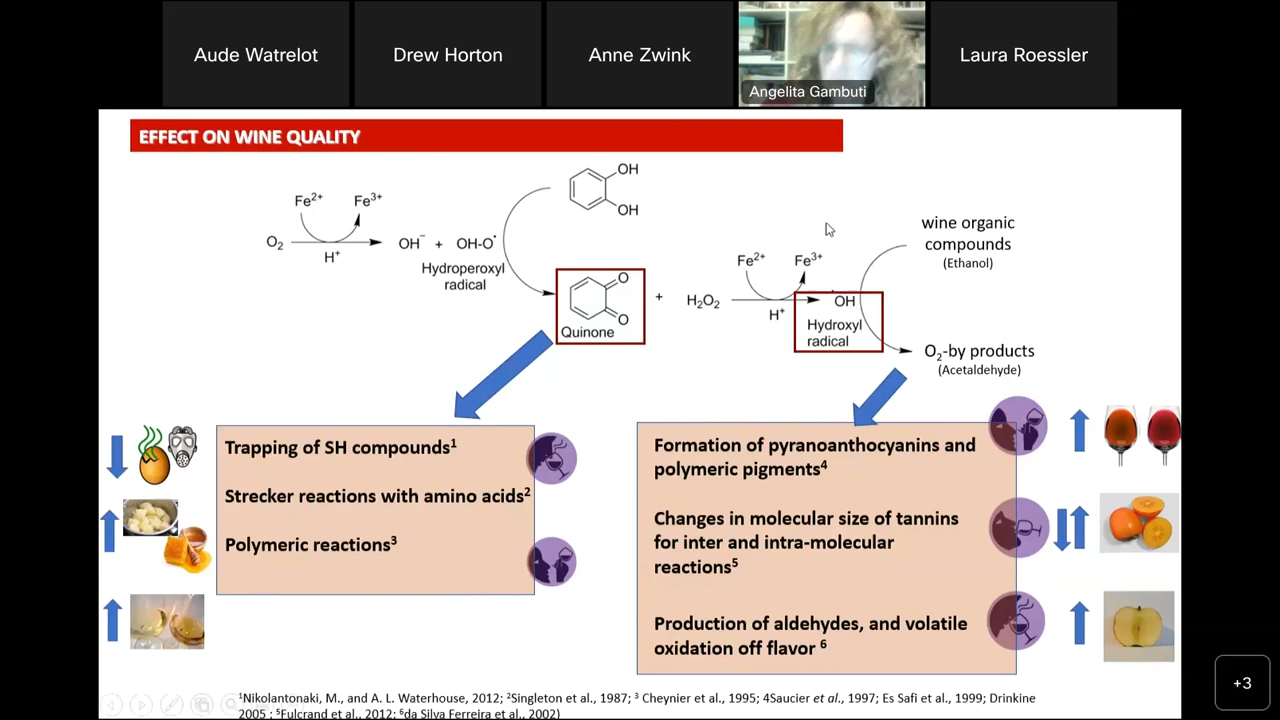 Aude Watrelot
Drew Horton
Anne Zwink
Angelita Gambuti
Laura Roessler
EFFECT ON WINE QUALITY
OH
OH
Fe2+ Fe3+
O2
H+
OH− + OH-O•
Hydroperoxyl
radical
wine organic
compounds
(Ethanol)
O
O
Quinone
+
H2O2
Fe2+ Fe3+
H+
•OH
Hydroxyl
radical
O2-by products
(Acetaldehyde)
Trapping of SH compounds1
Strecker reactions with amino acids2
Polymeric reactions3
Formation of pyranoanthocyanins and
polymeric pigments4
Changes in molecular size of tannins
for inter and intra-molecular
reactions5
Production of aldehydes, and volatile
oxidation off flavor 6
1Nikolantonaki, M., and A. L. Waterhouse, 2012; 2Singleton et al., 1987; 3 Cheynier et al., 1995; 4Saucier et al., 1997; Es Safi et al., 1999; Drinkine
2005 ; 5Fulcrand et al., 2012; 6da Silva Ferreira et al., 2002)
+3